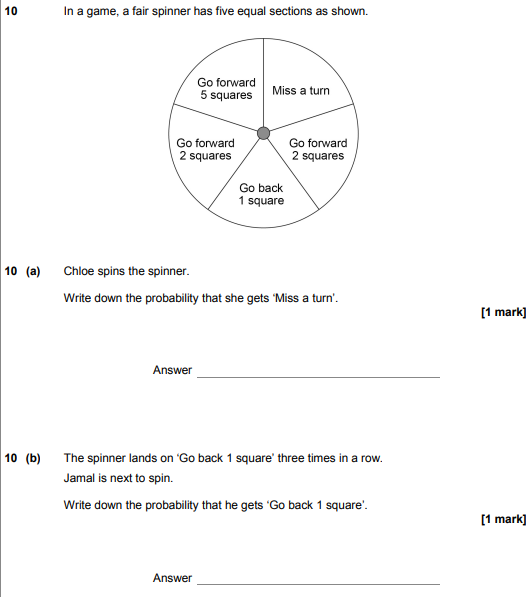 10 In a game, a fair spinner has five equal sections as shown.
Go forward
5 squares
Miss a turn
Go forward
2 squares
Go forward
2 squares
Go back
1 square
10 (a) Chloe spins the spinner.
Write down the probability that she gets ‘Miss a turn’.
[1 mark]
Answer
10 (b) The spinner lands on ‘Go back 1 square’ three times in a row.
Jamal is next to spin.
Write down the probability that he gets ‘Go back 1 square’.
[1 mark]
Answer